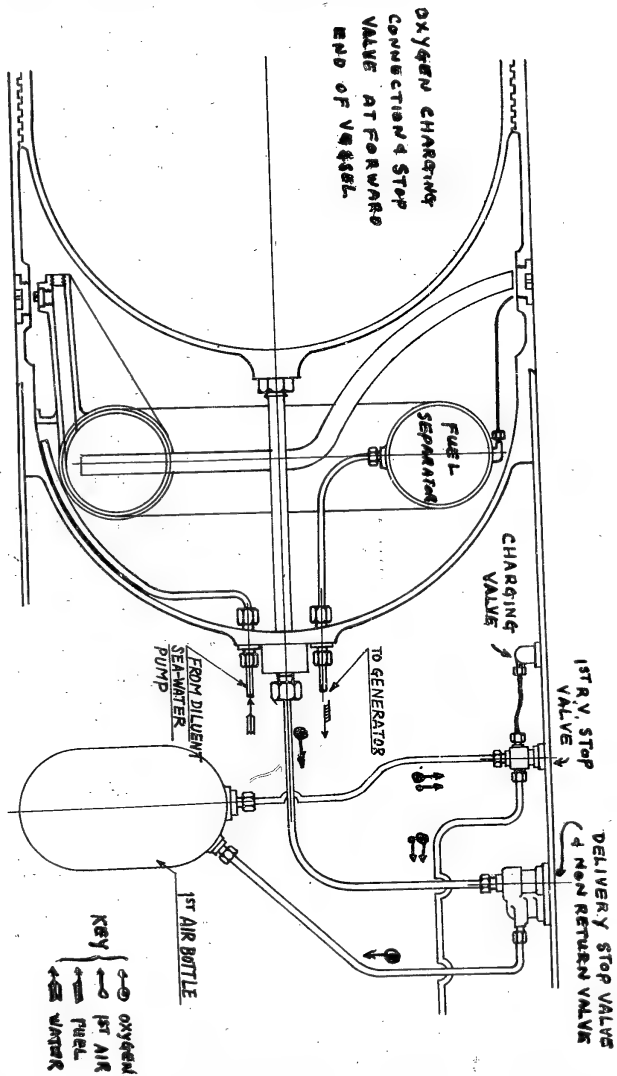 OXYGEN CHARGING
CONNECTION & STOP
VALVE AT FORWARD
END OF VESSEL
FUEL
SEPARATOR
CHARGING
VALVE
1ST R.V. STOP
VALVE
DELIVERY STOP VALVE
& NON RETURN VALVE
TO GENERATOR
FROM DILUENT
SEA-WATER
PUMP
1ST AIR BOTTLE
KEY
OXYGEN
1ST AIR
FUEL
WATER